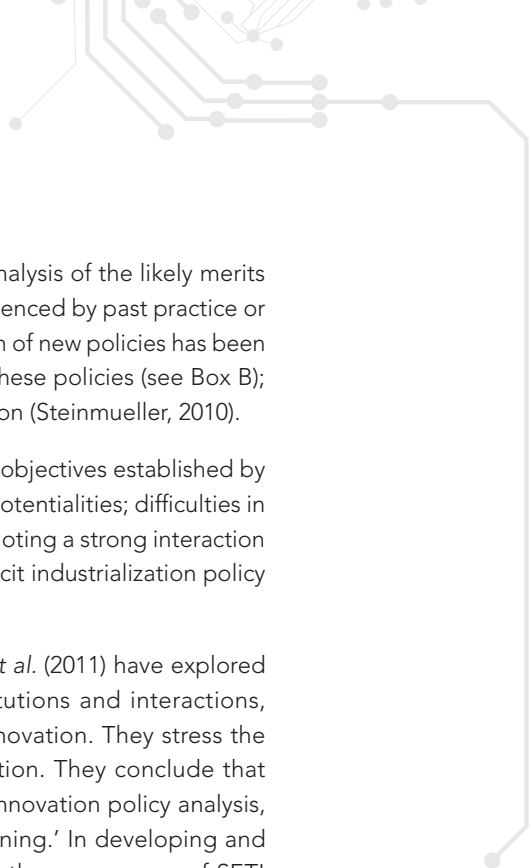 nalysis of the likely merits
enced by past practice or
of new policies has been
hese policies (see Box B);
on (Steinmueller, 2010).
objectives established by
otentialities; difficulties in
oting a strong interaction
cit industrialization policy
t al. (2011) have explored
tutions and interactions,
novation. They stress the
tion. They conclude that
nnovation policy analysis,
ning.’ In developing and